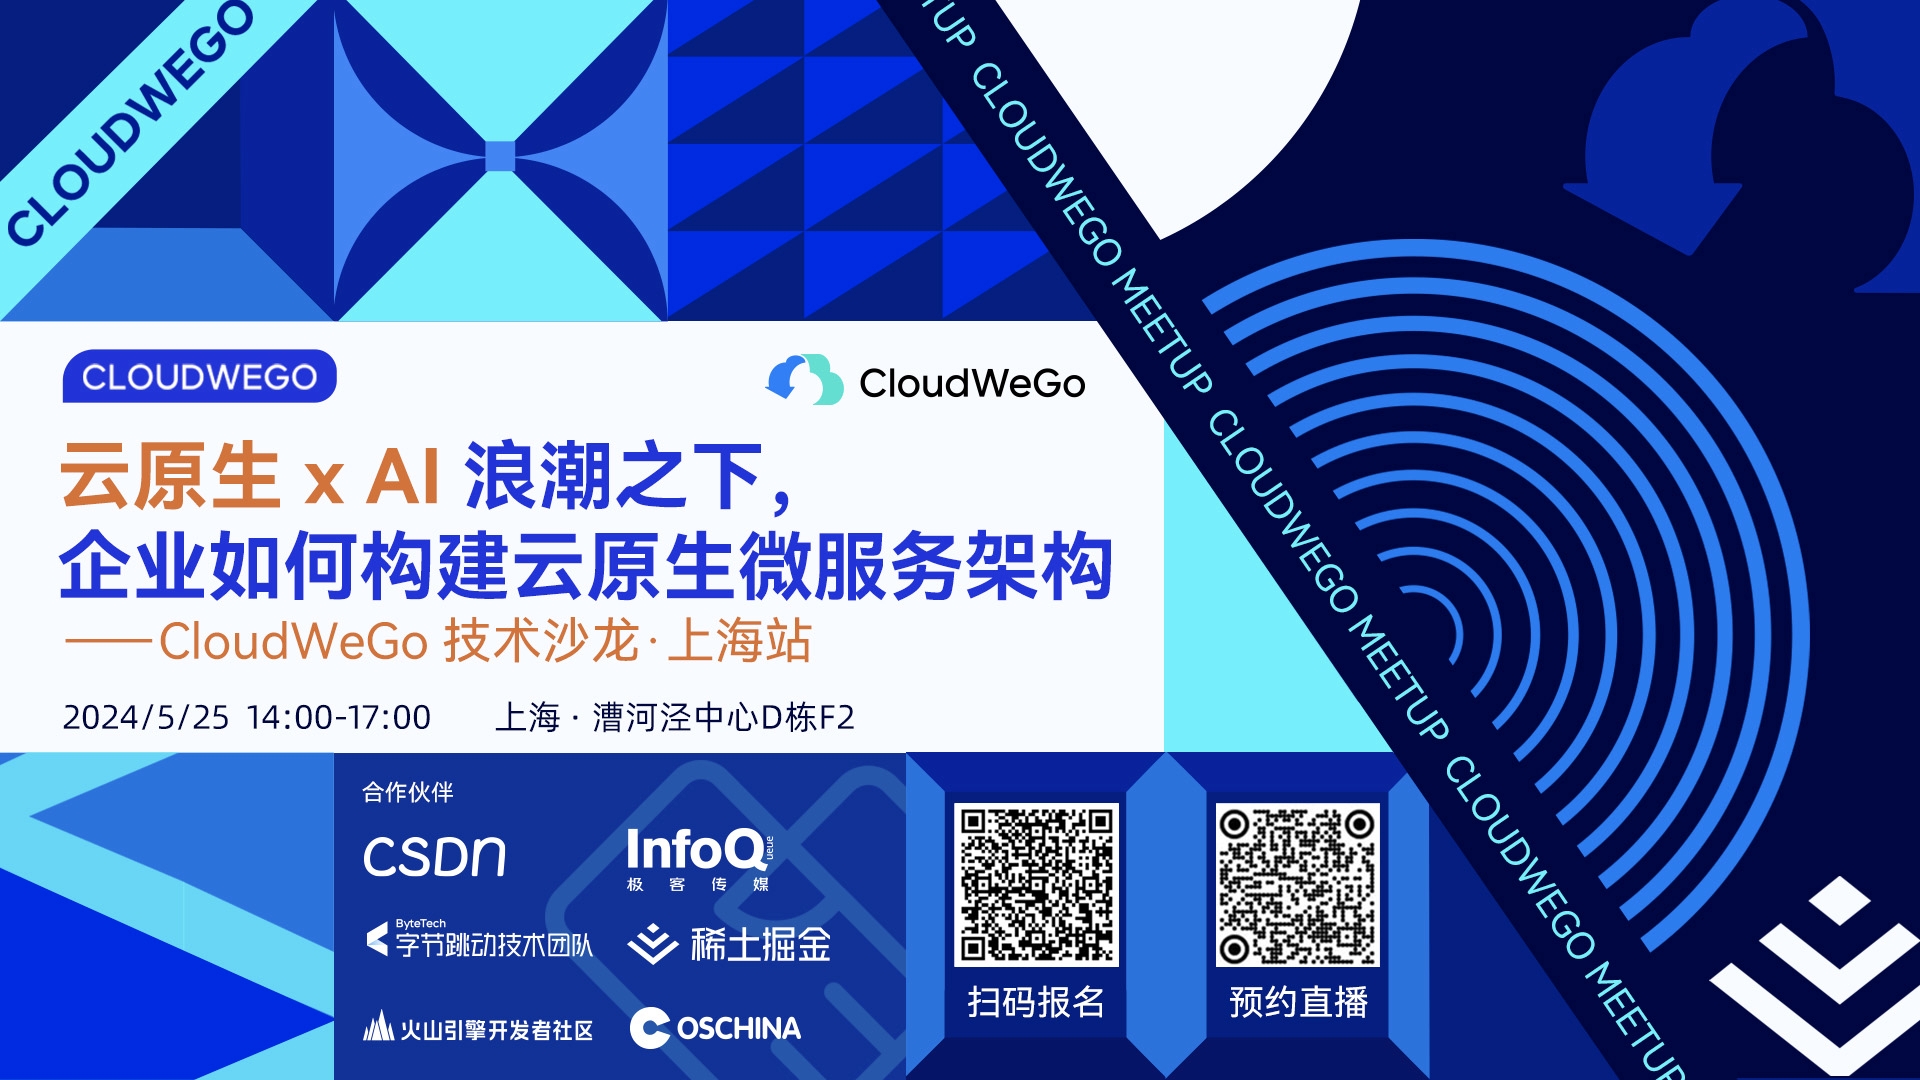 CLOUDWEGO
TUP CLOUDWEGO MEETUP CLOUDWEGO MEETUP CLOUDWEGO MEETUP
CLOUDWEGO
CloudWeGo
云原生 x AI 浪潮之下，
企业如何构建云原生微服务架构
——CloudWeGo 技术沙龙·上海站
2024/5/25 14:00-17:00 上海 · 漕河泾中心D栋F2
合作伙伴
CSDN
InfoQ ueue
极客传媒
ByteTech
字节跳动技术团队
稀土掘金
火山引擎开发者社区
OSCHINA
扫码报名
预约直播